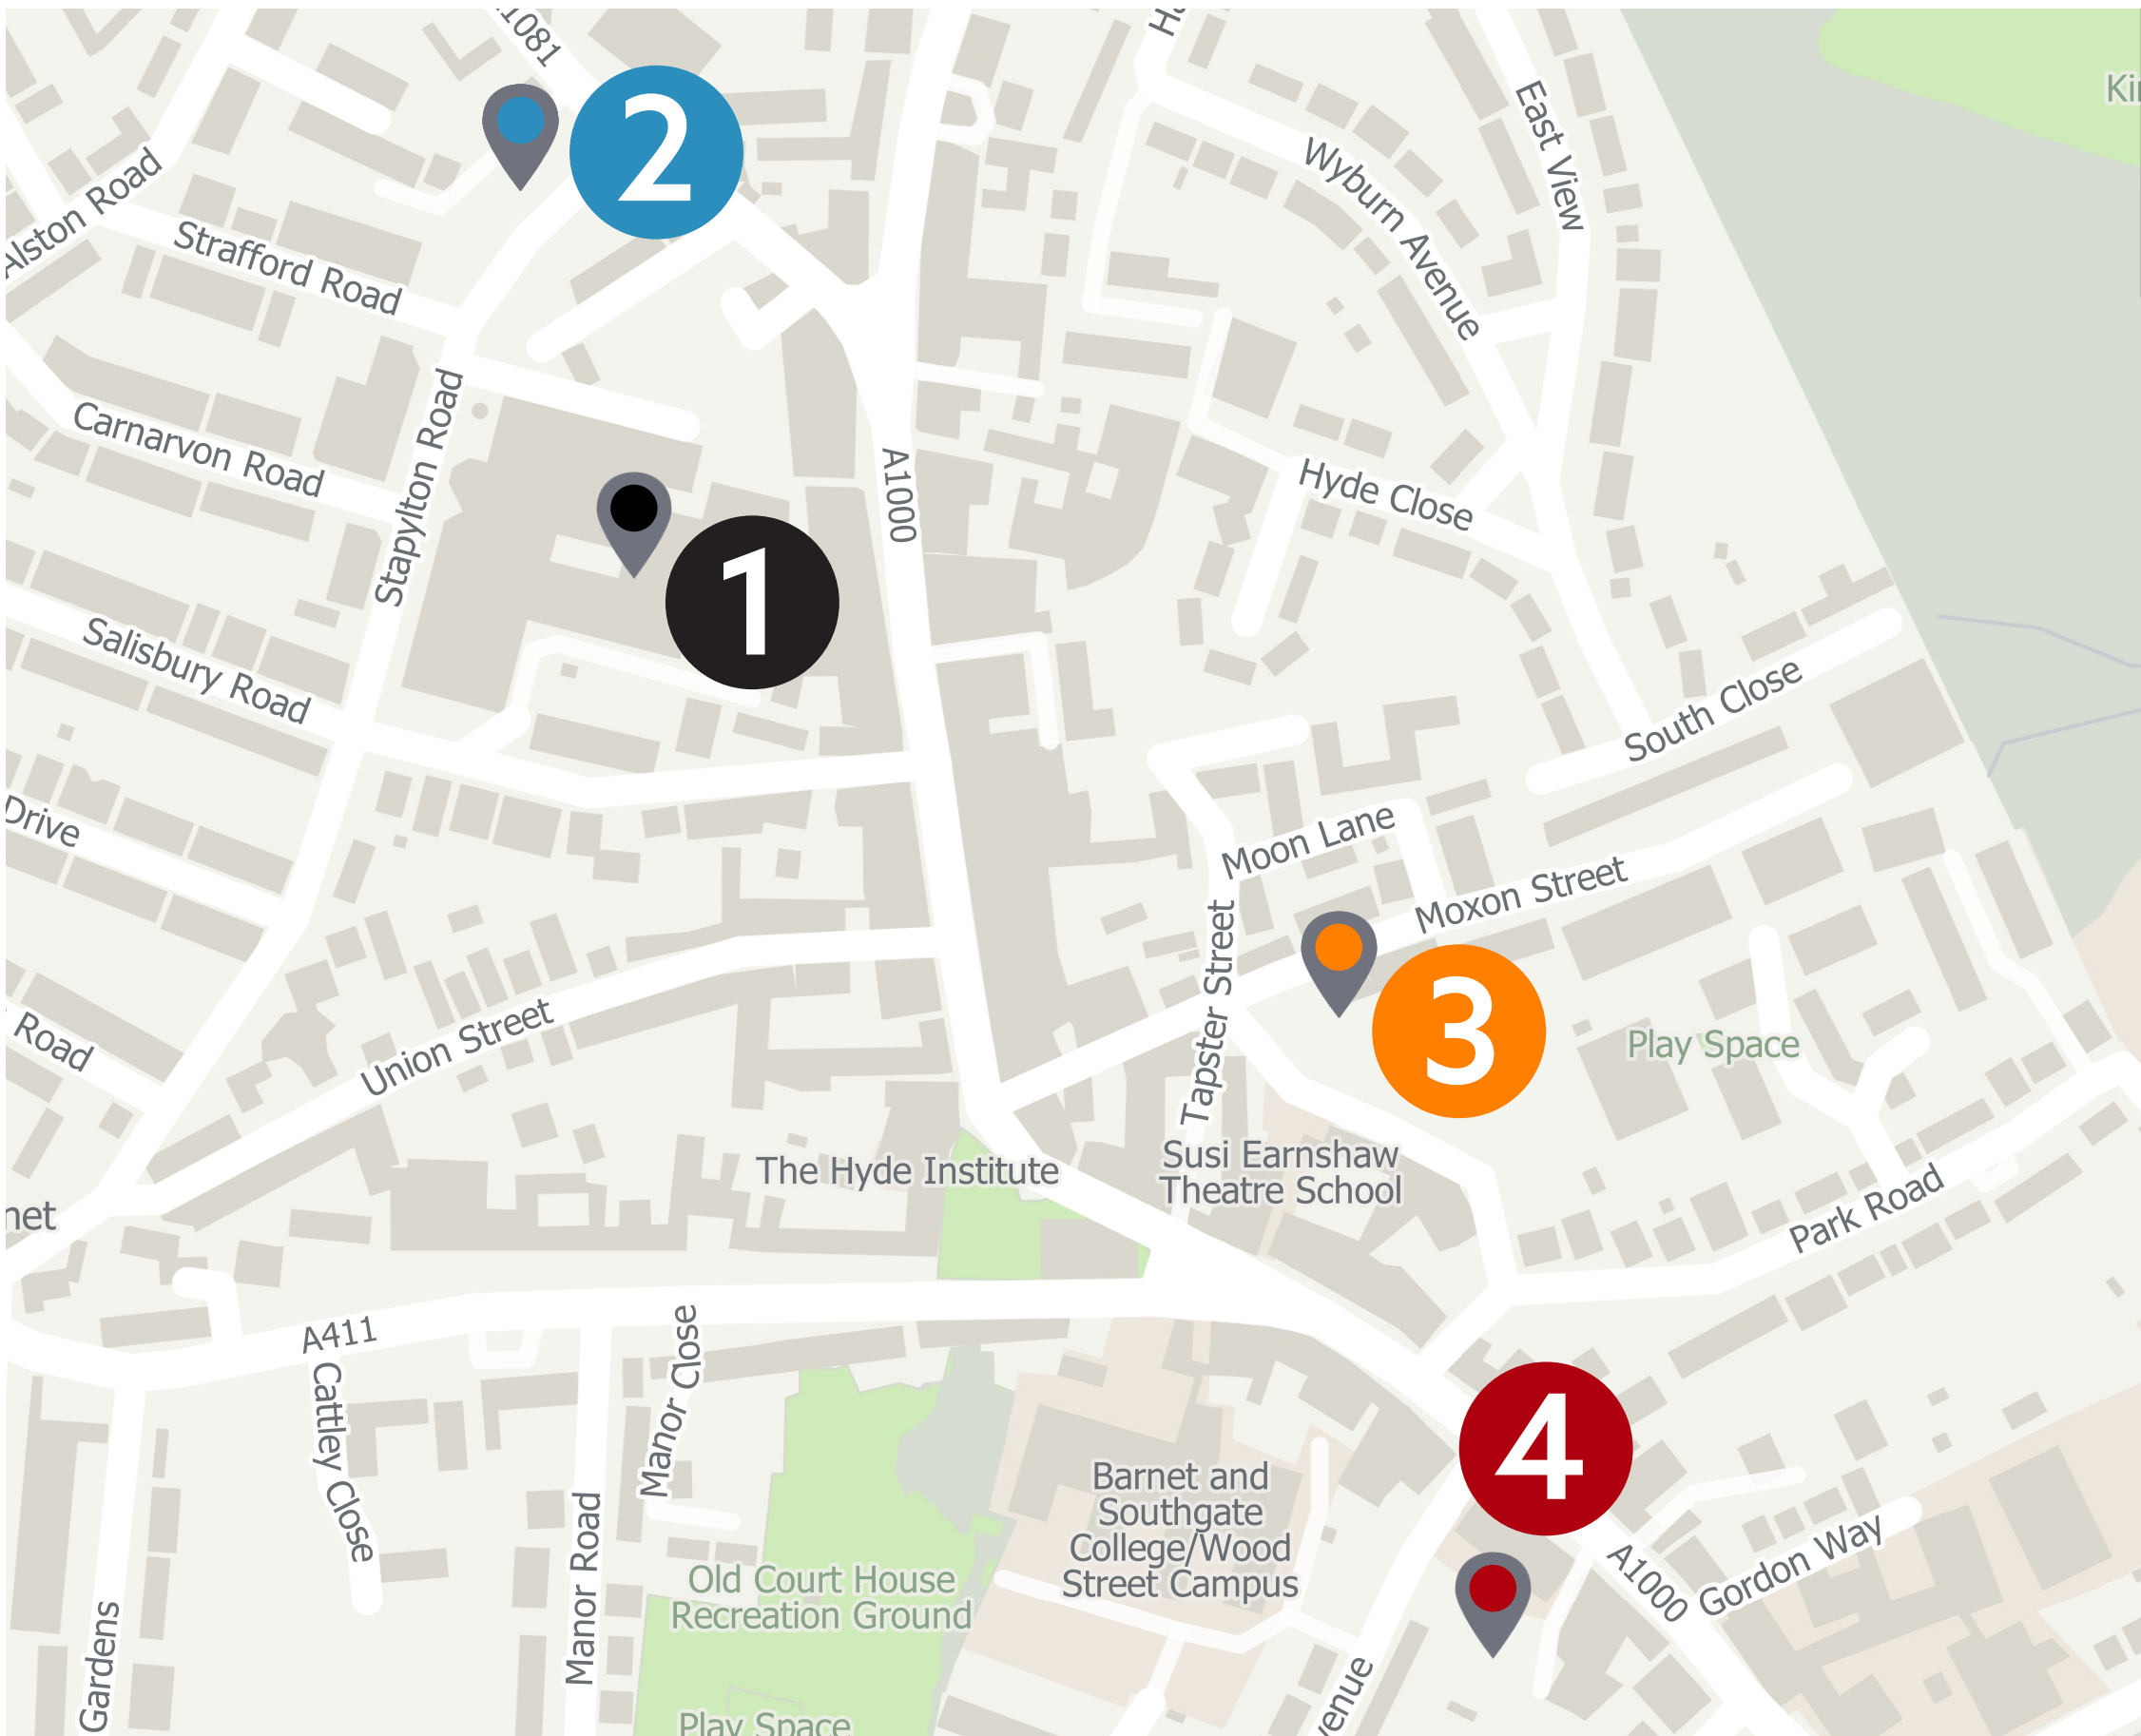 A1081
2
East View
Wyburn Avenue
Alston Road
Strafford Road
Carnarvon Road
Stapylton Road
A1000
Hyde Close
1
Salisbury Road
South Close
Drive
Moon Lane
Moxon Street
Tapster Street
3
Road
Union Street
Play Space
The Hyde Institute
Susi Earnshaw
Theatre School
Park Road
A411
Cattley Close
Manor Close
4
Barnet and
Southgate
College/Wood
Street Campus
Manor Road
Old Court House
Recreation Ground
A1000
Gordon Way
Gardens
Play Space